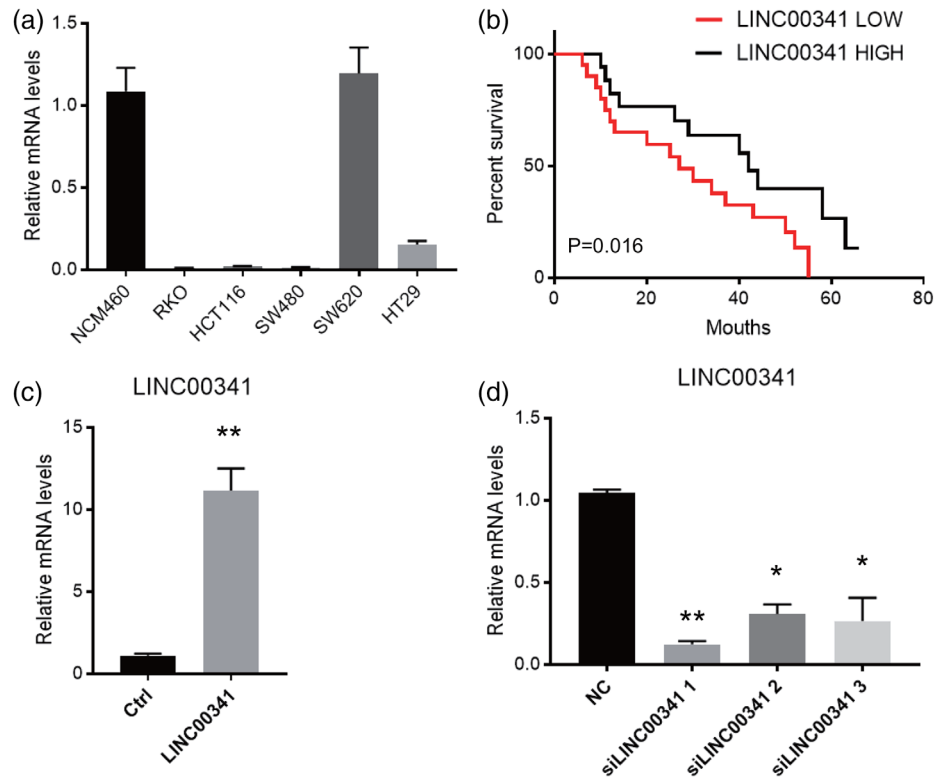 (a)
Relative mRNA levels
1.5
1.0
0.5
0.0
NCM460
RKO
HCT116
SW480
SW620
HT29
(b)
LINC00341 LOW
LINC00341 HIGH
Percent survival
100
50
0
P=0.016
0
20
40
60
80
Mouths
(c)
LINC00341
Relative mRNA levels
15
10
5
0
**
Ctrl
LINC00341
(d)
LINC00341
Relative mRNA levels
1.5
1.0
0.5
0.0
**
*
*
NC
siLINC00341 1
siLINC00341 2
siLINC00341 3